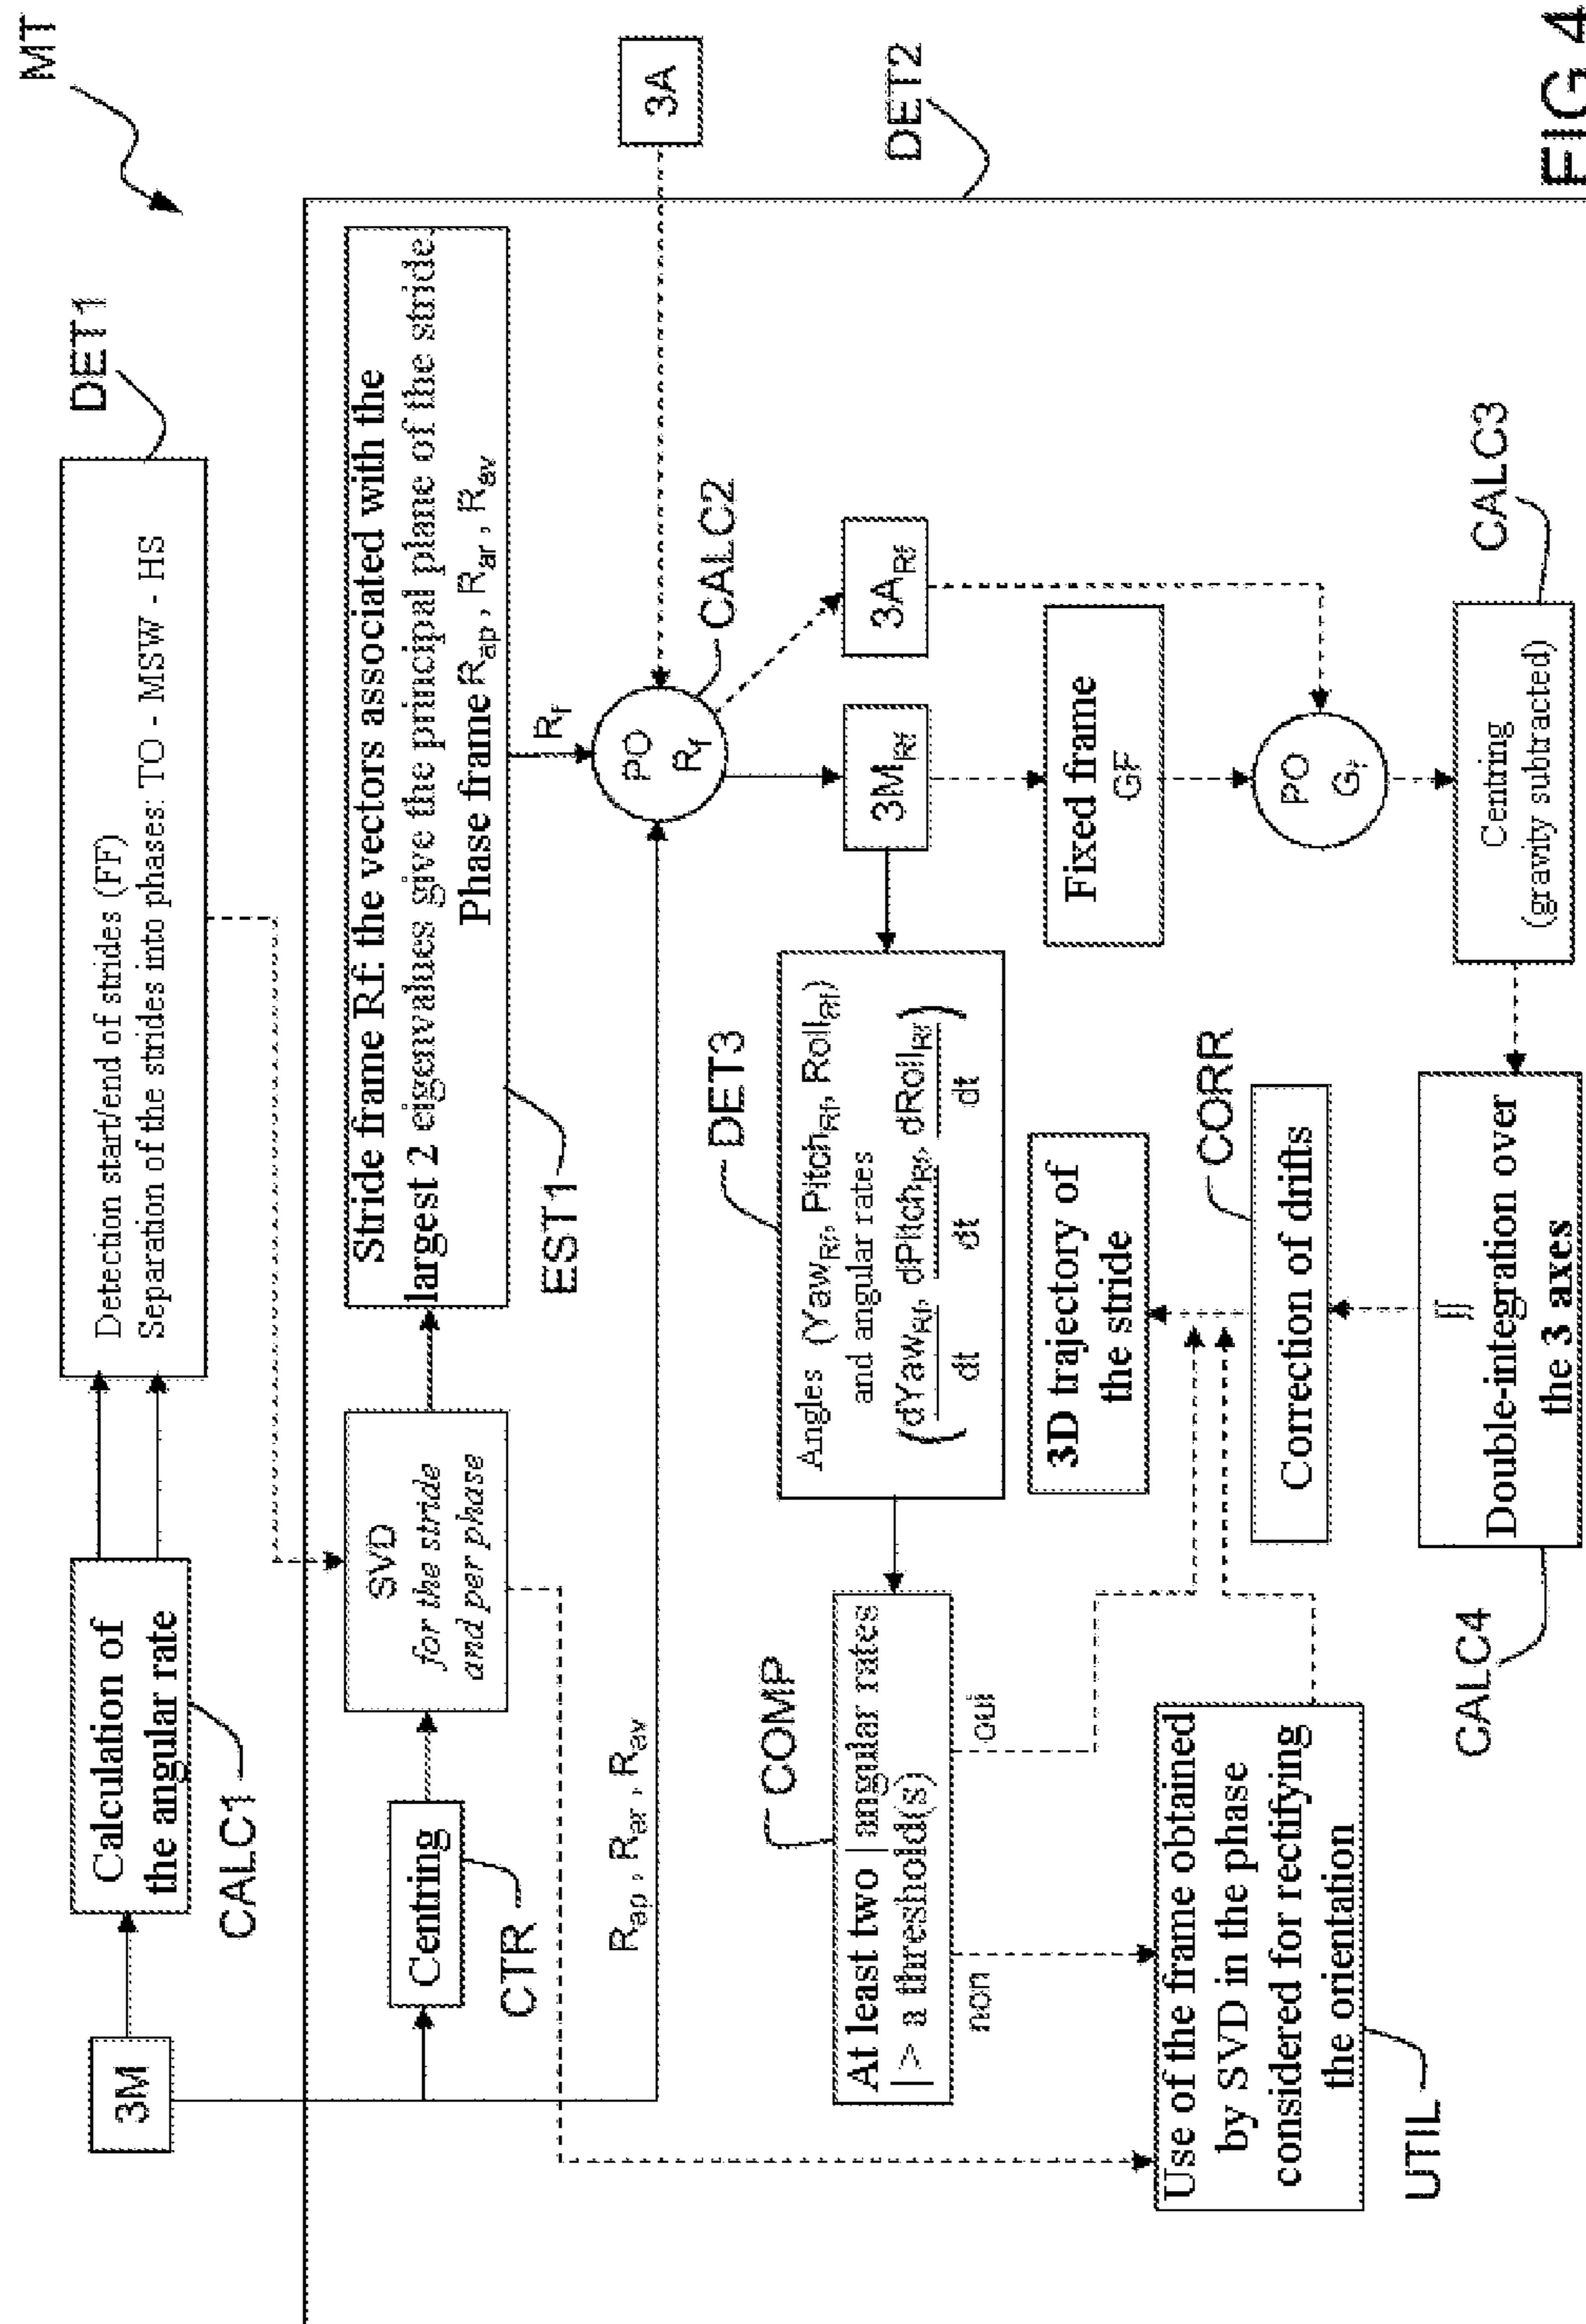 MT
3M
Calculation of
the angular rate
CALC1
Detection start/end of strides (FF)
Separation of the strides into phases: TO - MSW - HS
DET1
Centring
CTR
SVD
for the stride
and per phase
Stride frame Rf: the vectors associated with the
largest 2 eigenvalues give the principal plane of the stride.
Phase frame R_ap , R_ar , R_av
EST1
R_f
R_ap , R_ar , R_av
PO
R_f
CALC2
3A
DET2
3M_Rf
3A_Rf
DET3
Angles (Yaw_Rf, Pitch_Rf, Roll_Rf)
and angular rates
(dYaw_Rf, dPitch_Rf, dRoll_Rf)
dt dt dt
COMP
At least two |angular rates
|> a threshold(s)
oui
non
Fixed frame
GF
PO
G_f
Centring
(gravity subtracted)
CALC3
3D trajectory of
the stride
CORR
Correction of drifts
∫∫
Double-integration over
the 3 axes
CALC4
Use of the frame obtained
by SVD in the phase
considered for rectifying
the orientation
UTIL
FIG 4